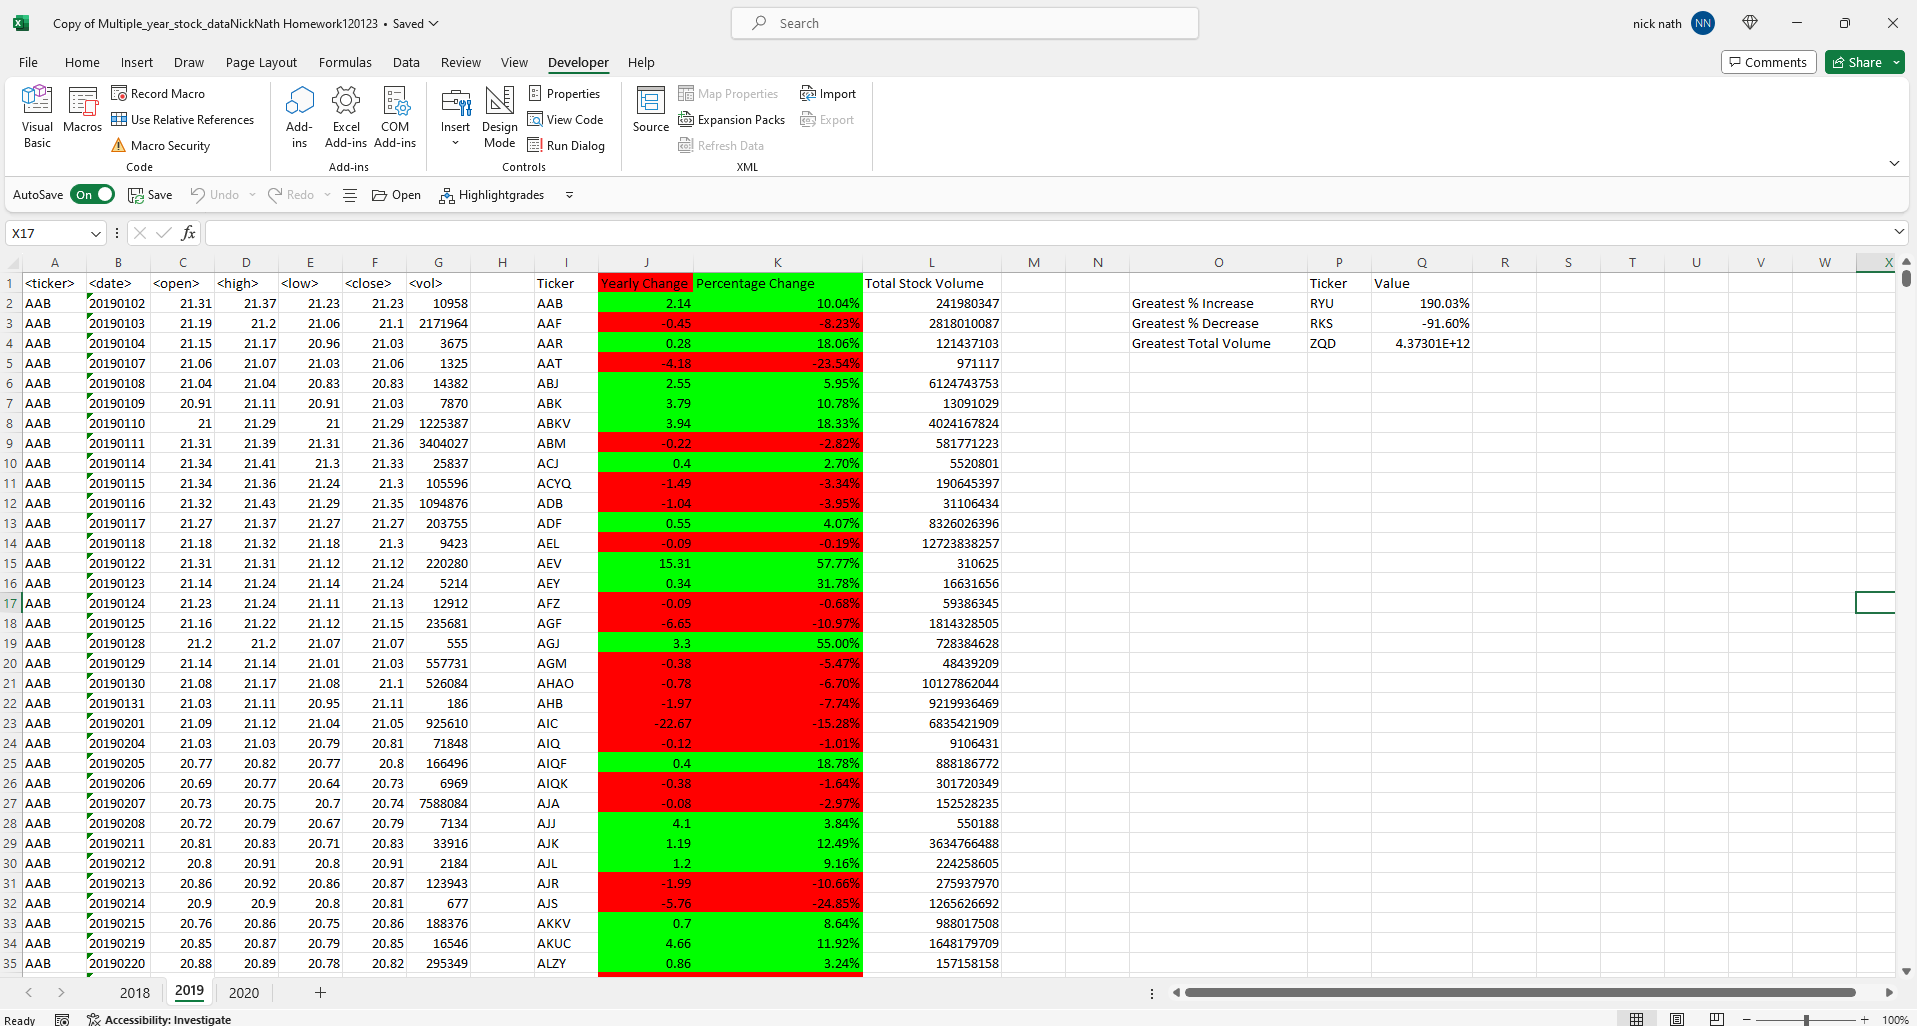 Copy of Multiple_year_stock_dataNickNath Homework120123 • Saved
Search
nick nath NN
File Home Insert Draw Page Layout Formulas Data Review View Developer Help
Comments Share
Visual Basic
Macros
Record Macro
Use Relative References
Macro Security
Code
Add-ins
Excel Add-ins
COM Add-ins
Add-ins
Insert
Design Mode
Properties
View Code
Run Dialog
Controls
Source
Map Properties
Expansion Packs
Refresh Data
Import
Export
XML
AutoSave On Save Undo Redo Open Highlightgrades
X17 fx
A B C D E F G H I J K L M N O P Q R S T U V W X
1 <ticker> <date> <open> <high> <low> <close> <vol> Ticker Yearly Change Percentage Change Total Stock Volume Ticker Value
2 AAB 20190102 21.31 21.37 21.23 21.23 10958 AAB 2.14 10.04% 241980347 Greatest % Increase RYU 190.03%
3 AAB 20190103 21.19 21.2 21.06 21.1 2171964 AAF -0.45 -8.23% 2818010087 Greatest % Decrease RKS -91.60%
4 AAB 20190104 21.15 21.17 20.96 21.03 3675 AAR 0.28 18.06% 121437103 Greatest Total Volume ZQD 4.37301E+12
5 AAB 20190107 21.06 21.07 21.03 21.06 1325 AAT -4.18 -23.54% 971117
6 AAB 20190108 21.04 21.04 20.83 20.83 14382 ABJ 2.55 5.95% 6124743753
7 AAB 20190109 20.91 21.11 20.91 21.03 7870 ABK 3.79 10.78% 13091029
8 AAB 20190110 21 21.29 21 21.29 1225387 ABKV 3.94 18.33% 4024167824
9 AAB 20190111 21.31 21.39 21.31 21.36 3404027 ABM -0.22 -2.82% 581771223
10 AAB 20190114 21.34 21.41 21.3 21.33 25837 ACJ 0.4 2.70% 5520801
11 AAB 20190115 21.34 21.36 21.24 21.3 105596 ACYQ -1.49 -3.34% 190645397
12 AAB 20190116 21.32 21.43 21.29 21.35 1094876 ADB -1.04 -3.95% 31106434
13 AAB 20190117 21.27 21.37 21.27 21.27 203755 ADF 0.55 4.07% 8326026396
14 AAB 20190118 21.18 21.32 21.18 21.3 9423 AEL -0.09 -0.19% 12723838257
15 AAB 20190122 21.31 21.31 21.12 21.12 220280 AEV 15.31 57.77% 310625
16 AAB 20190123 21.14 21.24 21.14 21.24 5214 AEY 0.34 31.78% 16631656
17 AAB 20190124 21.23 21.24 21.11 21.13 12912 AFZ -0.09 -0.68% 59386345
18 AAB 20190125 21.16 21.22 21.12 21.15 235681 AGF -6.65 -10.97% 1814328505
19 AAB 20190128 21.2 21.2 21.07 21.07 555 AGJ 3.3 55.00% 728384628
20 AAB 20190129 21.14 21.14 21.01 21.03 557731 AGM -0.38 -5.47% 48439209
21 AAB 20190130 21.08 21.17 21.08 21.1 526084 AHAO -0.78 -6.70% 10127862044
22 AAB 20190131 21.03 21.11 20.95 21.11 186 AHB -1.97 -7.74% 9219936469
23 AAB 20190201 21.09 21.12 21.04 21.05 925610 AIC -22.67 -15.28% 6835421909
24 AAB 20190204 21.03 21.03 20.79 20.81 71848 AIQ -0.12 -1.01% 9106431
25 AAB 20190205 20.77 20.82 20.77 20.8 166496 AIQF 0.4 18.78% 888186772
26 AAB 20190206 20.69 20.77 20.64 20.73 6969 AIQK -0.38 -1.64% 301720349
27 AAB 20190207 20.73 20.75 20.7 20.74 7588084 AJA -0.08 -2.97% 152528235
28 AAB 20190208 20.72 20.79 20.67 20.79 7134 AJJ 4.1 3.84% 550188
29 AAB 20190211 20.81 20.83 20.71 20.83 33916 AJK 1.19 12.49% 3634766488
30 AAB 20190212 20.8 20.91 20.8 20.91 2184 AJL 1.2 9.16% 224258605
31 AAB 20190213 20.86 20.92 20.86 20.87 123943 AJR -1.99 -10.66% 275937970
32 AAB 20190214 20.9 20.9 20.8 20.81 677 AJS -5.76 -24.85% 1265626692
33 AAB 20190215 20.76 20.86 20.75 20.86 188376 AKKV 0.7 8.64% 988017508
34 AAB 20190219 20.85 20.87 20.79 20.85 16546 AKUC 4.66 11.92% 1648179709
35 AAB 20190220 20.88 20.89 20.78 20.82 295349 ALZY 0.86 3.24% 157158158
2018 2019 2020
Ready Accessibility: Investigate 100%